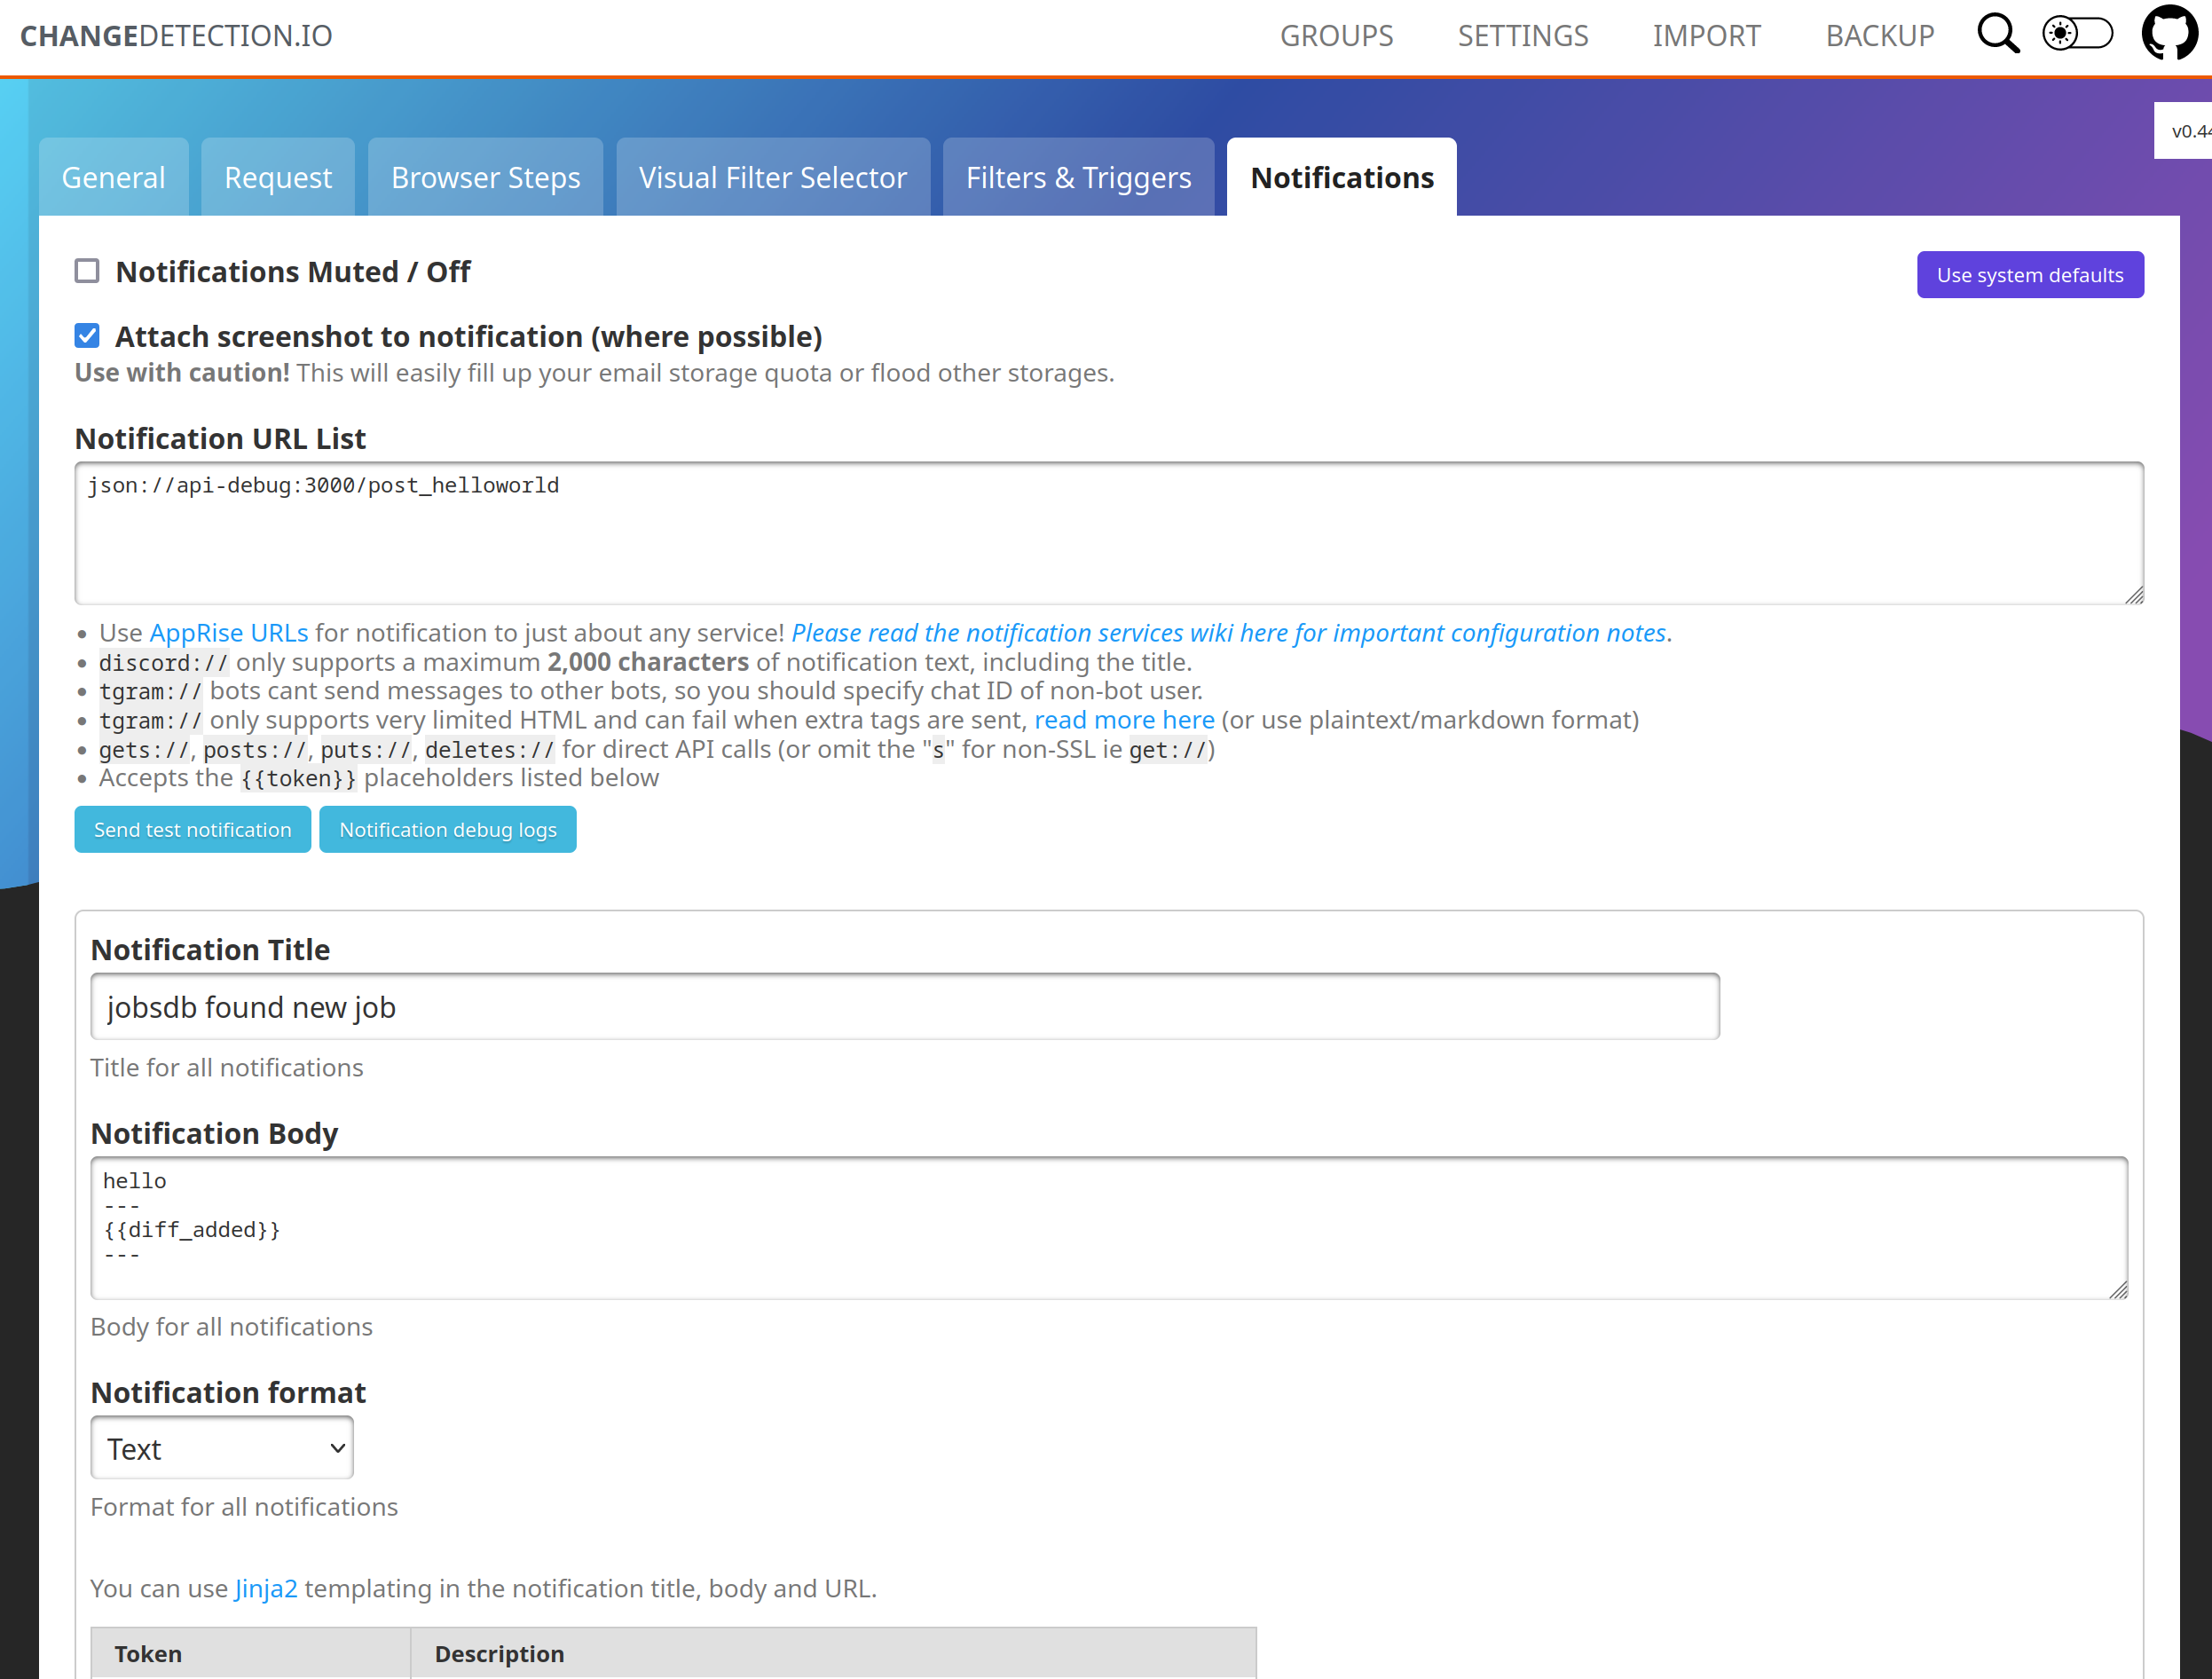 CHANGEDETECTION.IO GROUPS SETTINGS IMPORT BACKUP
v0.44
General Request Browser Steps Visual Filter Selector Filters & Triggers Notifications
Notifications Muted / Off
Use system defaults
Attach screenshot to notification (where possible)
Use with caution! This will easily fill up your email storage quota or flood other storages.
Notification URL List
json://api-debug:3000/post_helloworld
Use AppRise URLs for notification to just about any service! Please read the notification services wiki here for important configuration notes.
discord:// only supports a maximum 2,000 characters of notification text, including the title.
tgram:// bots cant send messages to other bots, so you should specify chat ID of non-bot user.
tgram:// only supports very limited HTML and can fail when extra tags are sent, read more here (or use plaintext/markdown format)
gets://, posts://, puts://, deletes:// for direct API calls (or omit the "s" for non-SSL ie get://)
Accepts the {{token}} placeholders listed below
Send test notification Notification debug logs
Notification Title
jobsdb found new job
Title for all notifications
Notification Body
hello
---
{{diff_added}}
---
Body for all notifications
Notification format
Text
Format for all notifications
You can use Jinja2 templating in the notification title, body and URL.
Token Description